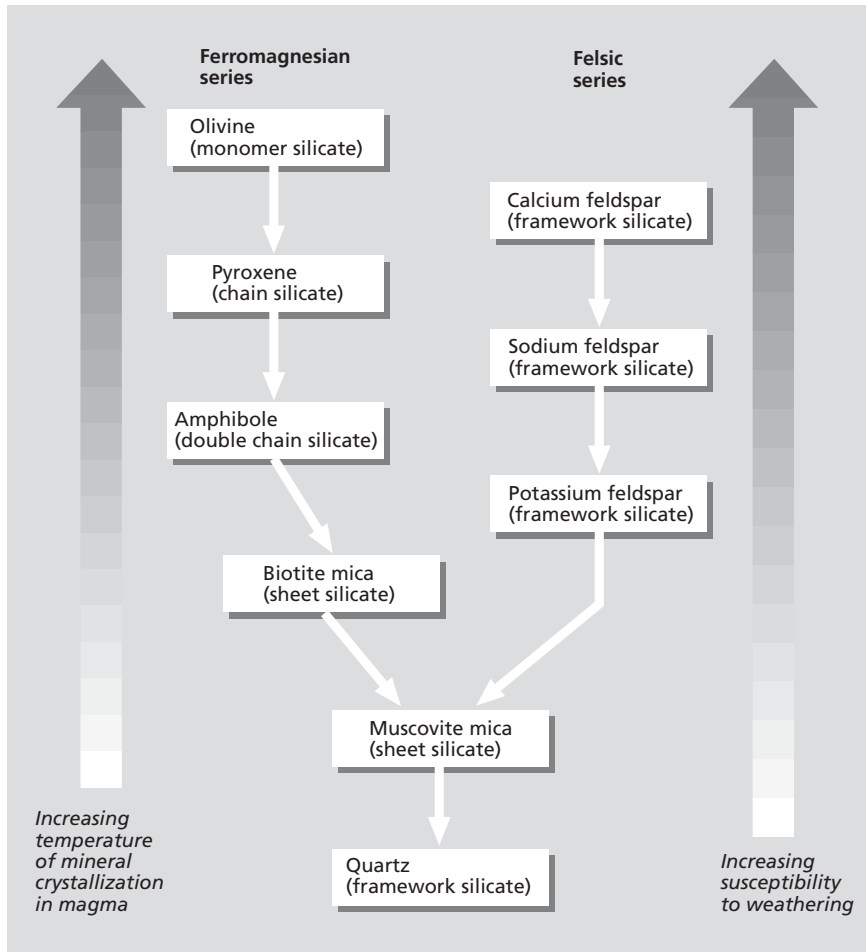 Ferromagnesian
series
Felsic
series
Olivine
(monomer silicate)
Calcium feldspar
(framework silicate)
Pyroxene
(chain silicate)
Sodium feldspar
(framework silicate)
Amphibole
(double chain silicate)
Potassium feldspar
(framework silicate)
Biotite mica
(sheet silicate)
Muscovite mica
(sheet silicate)
Quartz
(framework silicate)
Increasing
temperature
of mineral
crystallization
in magma
Increasing
susceptibility
to weathering